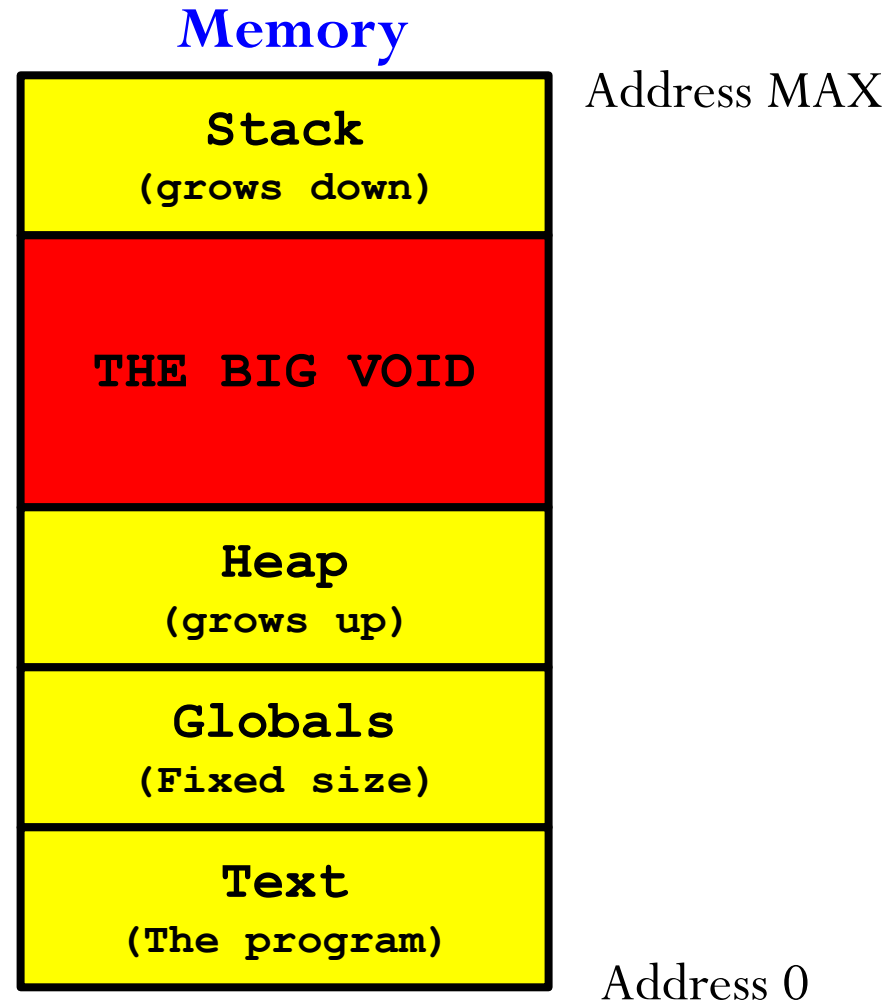 Memory
Address MAX
Stack
(grows down)
THE BIG VOID
Heap
(grows up)
Globals
(Fixed size)
Text
(The program)
Address 0